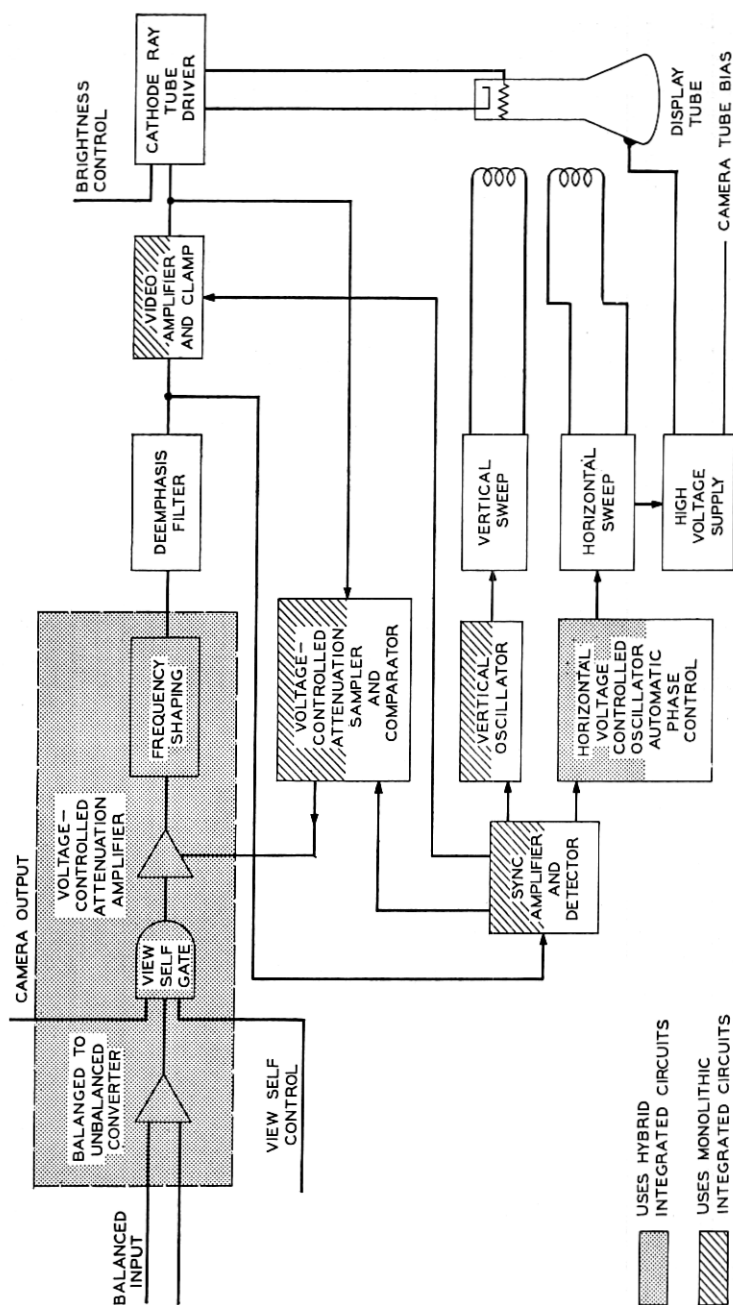 BALANCED
INPUT
BALANGED TO
UNBALANCED
CONVERTER
CAMERA OUTPUT
VIEW SELF
CONTROL
VIEW
SELF
GATE
VOLTAGE—
CONTROLLED
ATTENUATION
AMPLIFIER
FREQUENCY
SHAPING
DEEMPHASIS
FILTER
VIDEO
AMPLIFIER
AND CLAMP
BRIGHTNESS
CONTROL
CATHODE RAY
TUBE
DRIVER
VOLTAGE—
CONTROLLED
ATTENUATION
SAMPLER
AND
COMPARATOR
SYNC
AMPLIFIER
AND
DETECTOR
VERTICAL
OSCILLATOR
VERTICAL
SWEEP
HORIZONTAL
VOLTAGE
CONTROLLED
OSCILLATOR
AUTOMATIC
PHASE
CONTROL
HORIZONTAL
SWEEP
HIGH
VOLTAGE
SUPPLY
DISPLAY
TUBE
CAMERA TUBE BIAS
USES HYBRID
INTEGRATED CIRCUITS
USES MONOLITHIC
INTEGRATED CIRCUITS